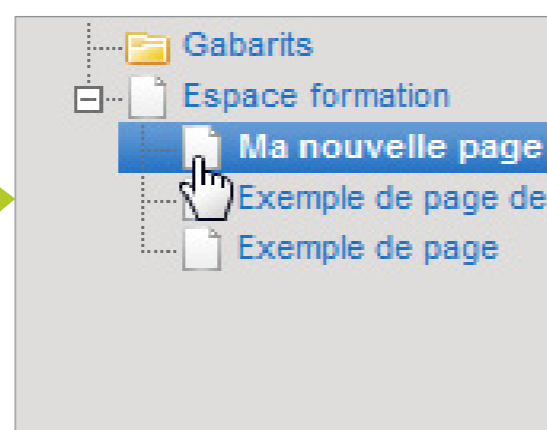 Gabarits
Espace formation
Ma nouvelle page
Exemple de page de
Exemple de page